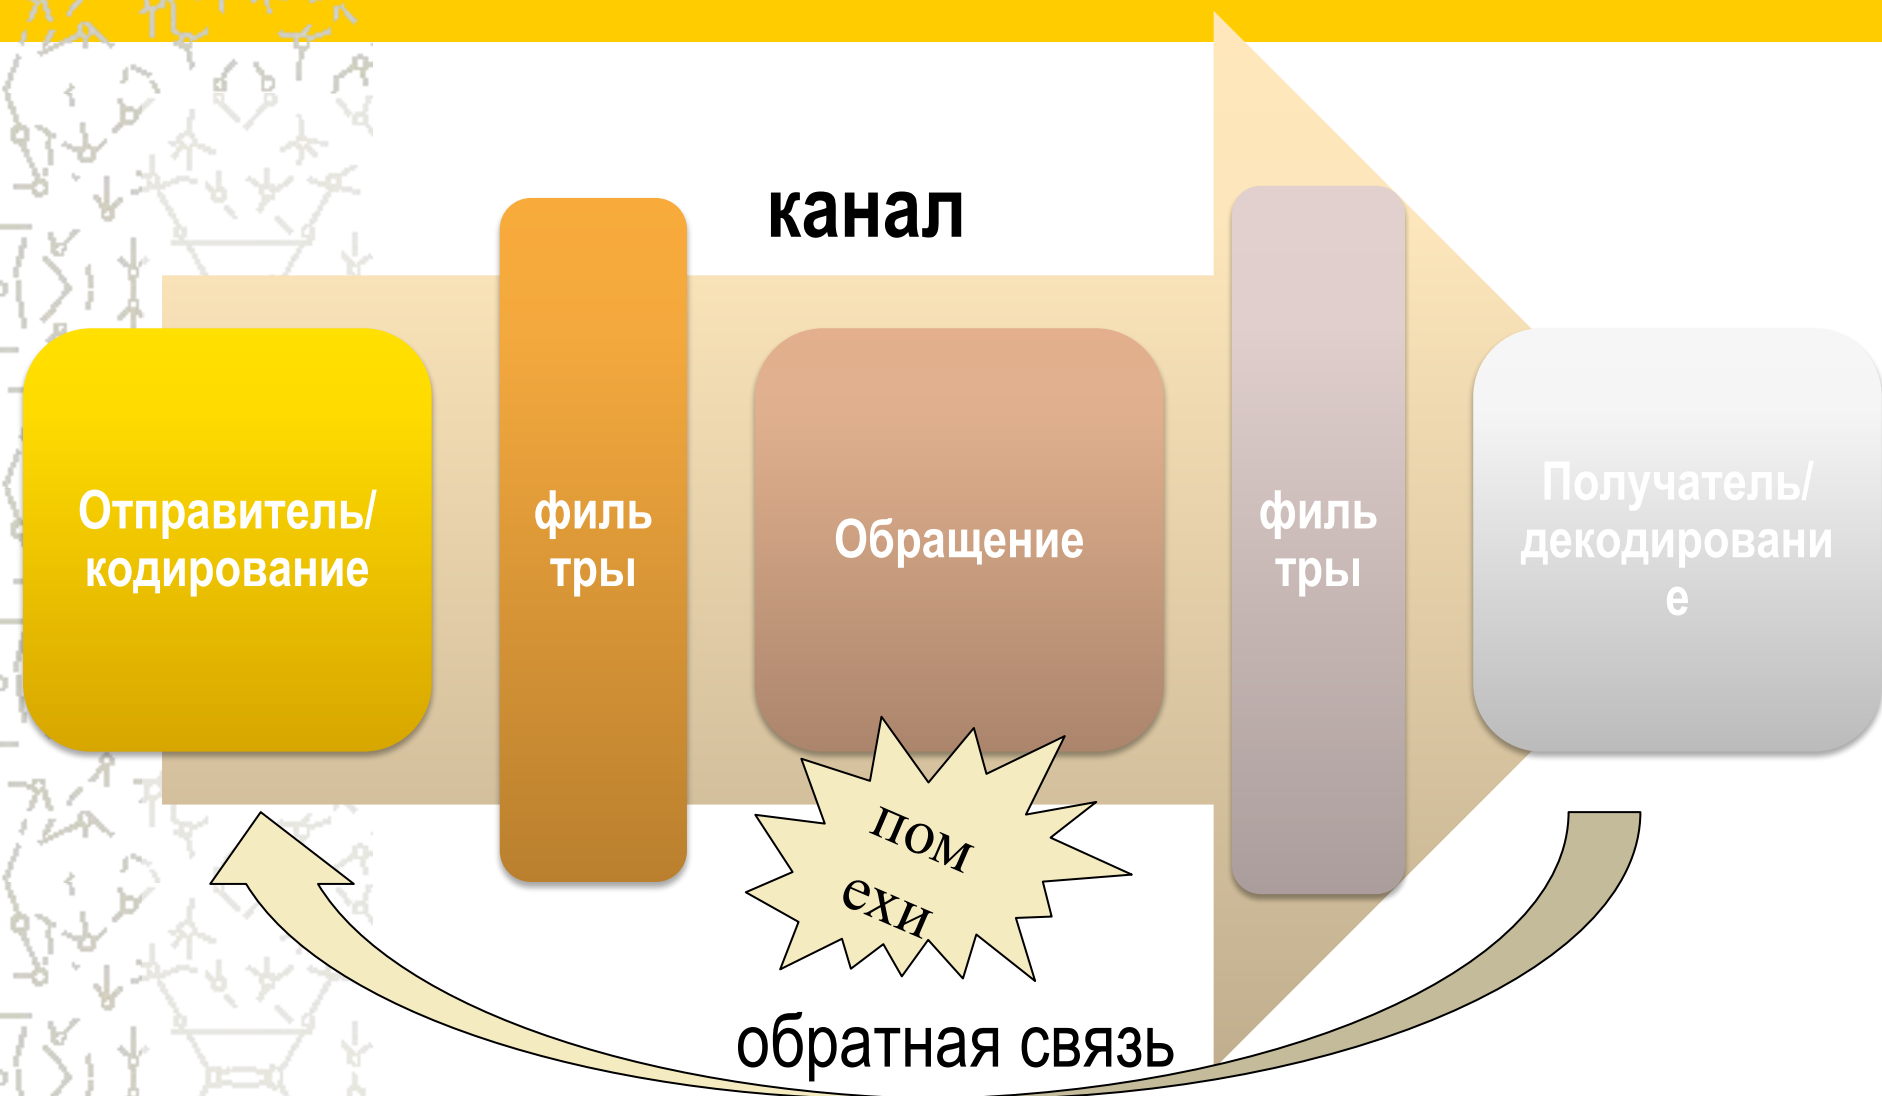 канал
Отправитель/
кодирование
филь
тры
Обращение
филь
тры
Получатель/
декодировани
е
пом
ехи
обратная связь